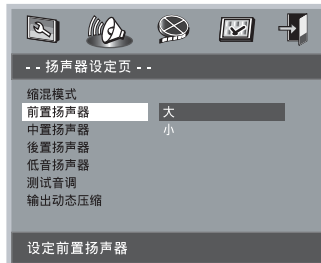 - - 扬声器设定页 - -
缩混模式
前置扬声器 大
中置扬声器 小
後置扬声器
低音扬声器
测试音调
输出动态压缩
设定前置扬声器